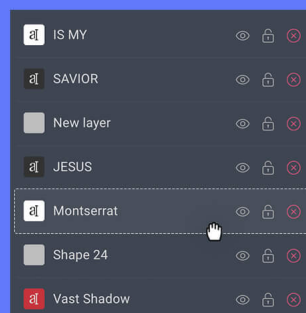 a IS MY
a SAVIOR
New layer
a JESUS
a Montserrat
Shape 24
a Vast Shadow